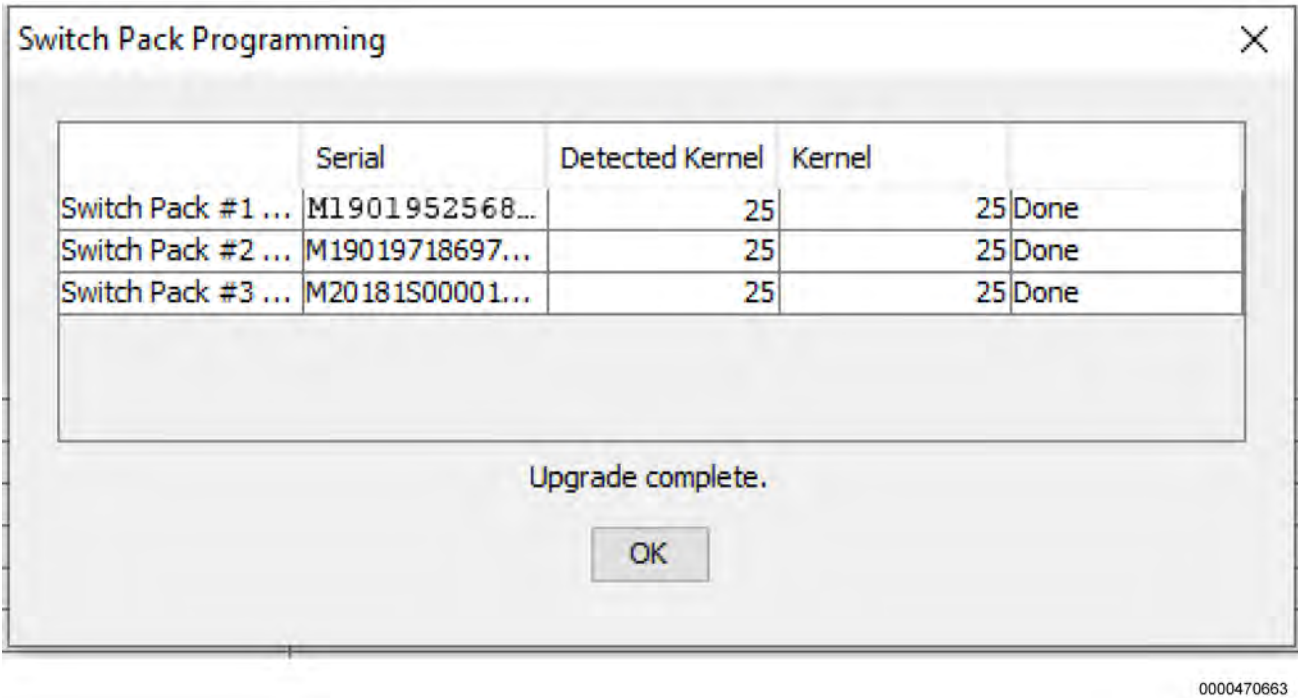 Switch Pack Programming
Serial Detected Kernel Kernel
Switch Pack #1 ... M1901952568... 25 25 Done
Switch Pack #2 ... M19019718697... 25 25 Done
Switch Pack #3 ... M20181S00001... 25 25 Done
Upgrade complete.
OK
0000470663